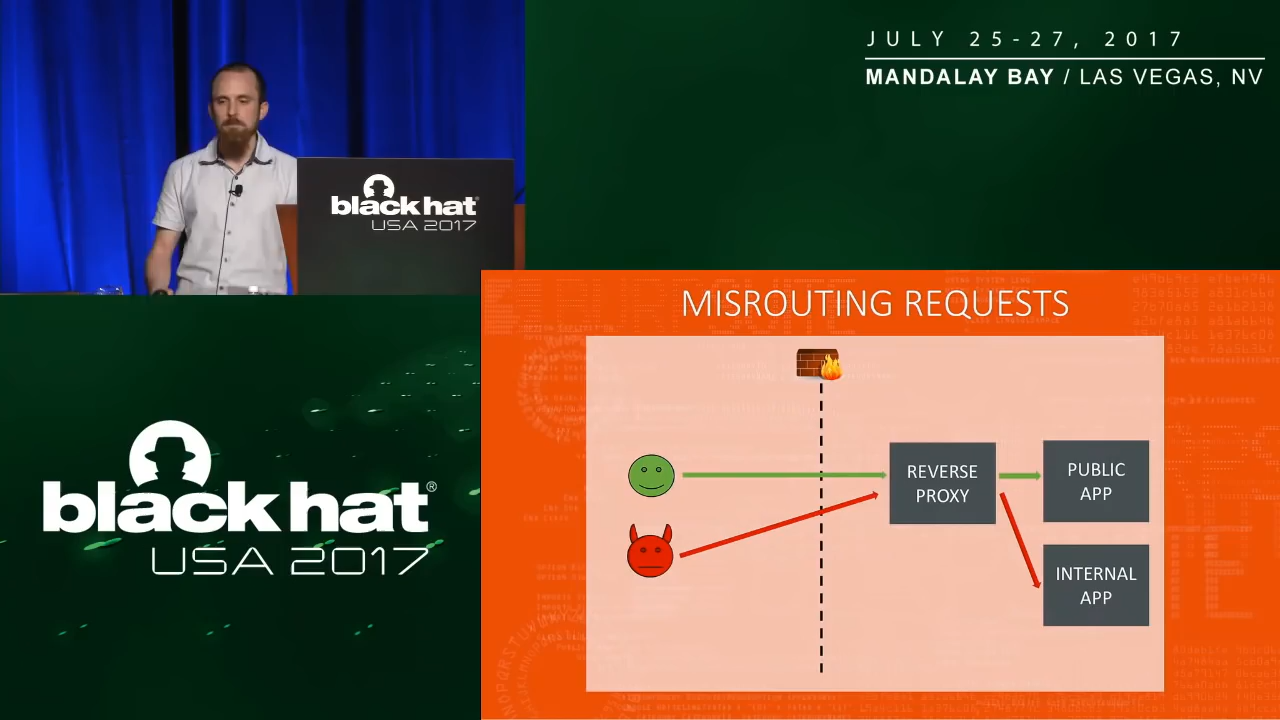 JULY 25-27, 2017
MANDALAY BAY / LAS VEGAS, NV
black hat
USA 2017
MISROUTING REQUESTS
REVERSE
PROXY
PUBLIC
APP
INTERNAL
APP
black hat®
USA 2017